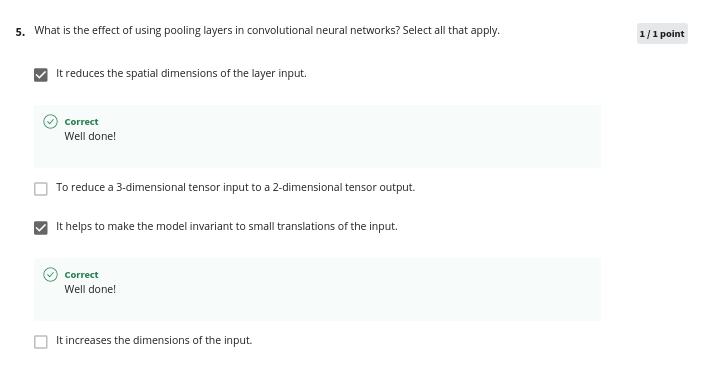 5. What is the effect of using pooling layers in convolutional neural networks? Select all that apply.
1 / 1 point
It reduces the spatial dimensions of the layer input.
Correct
Well done!
To reduce a 3-dimensional tensor input to a 2-dimensional tensor output.
It helps to make the model invariant to small translations of the input.
Correct
Well done!
It increases the dimensions of the input.